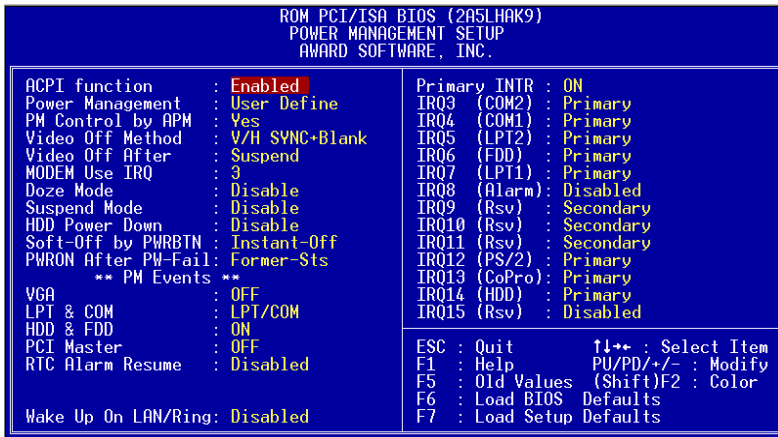 ROM PCI/ISA BIOS (2A5LHAK9)
POWER MANAGEMENT SETUP
AWARD SOFTWARE, INC.
ACPI function : Enabled
Power Management : User Define
PM Control by APM : Yes
Video Off Method : V/H SYNC+Blank
Video Off After : Suspend
MODEM Use IRQ : 3
Doze Mode : Disable
Suspend Mode : Disable
HDD Power Down : Disable
Soft-Off by PWRBTN : Instant-Off
PWRON After PW-Fail: Former-Sts
** PM Events **
VGA : OFF
LPT & COM : LPT/COM
HDD & FDD : ON
PCI Master : OFF
RTC Alarm Resume : Disabled
Wake Up On LAN/Ring: Disabled
Primary INTR : ON
IRQ3 (COM2) : Primary
IRQ4 (COM1) : Primary
IRQ5 (LPT2) : Primary
IRQ6 (FDD) : Primary
IRQ7 (LPT1) : Primary
IRQ8 (Alarm): Disabled
IRQ9 (Rsv) : Secondary
IRQ10 (Rsv) : Secondary
IRQ11 (Rsv) : Secondary
IRQ12 (PS/2) : Primary
IRQ13 (CoPro): Primary
IRQ14 (HDD) : Primary
IRQ15 (Rsv) : Disabled
ESC : Quit ↑↓→← : Select Item
F1 : Help PU/PD/+/- : Modify
F5 : Old Values (Shift)F2 : Color
F6 : Load BIOS Defaults
F7 : Load Setup Defaults